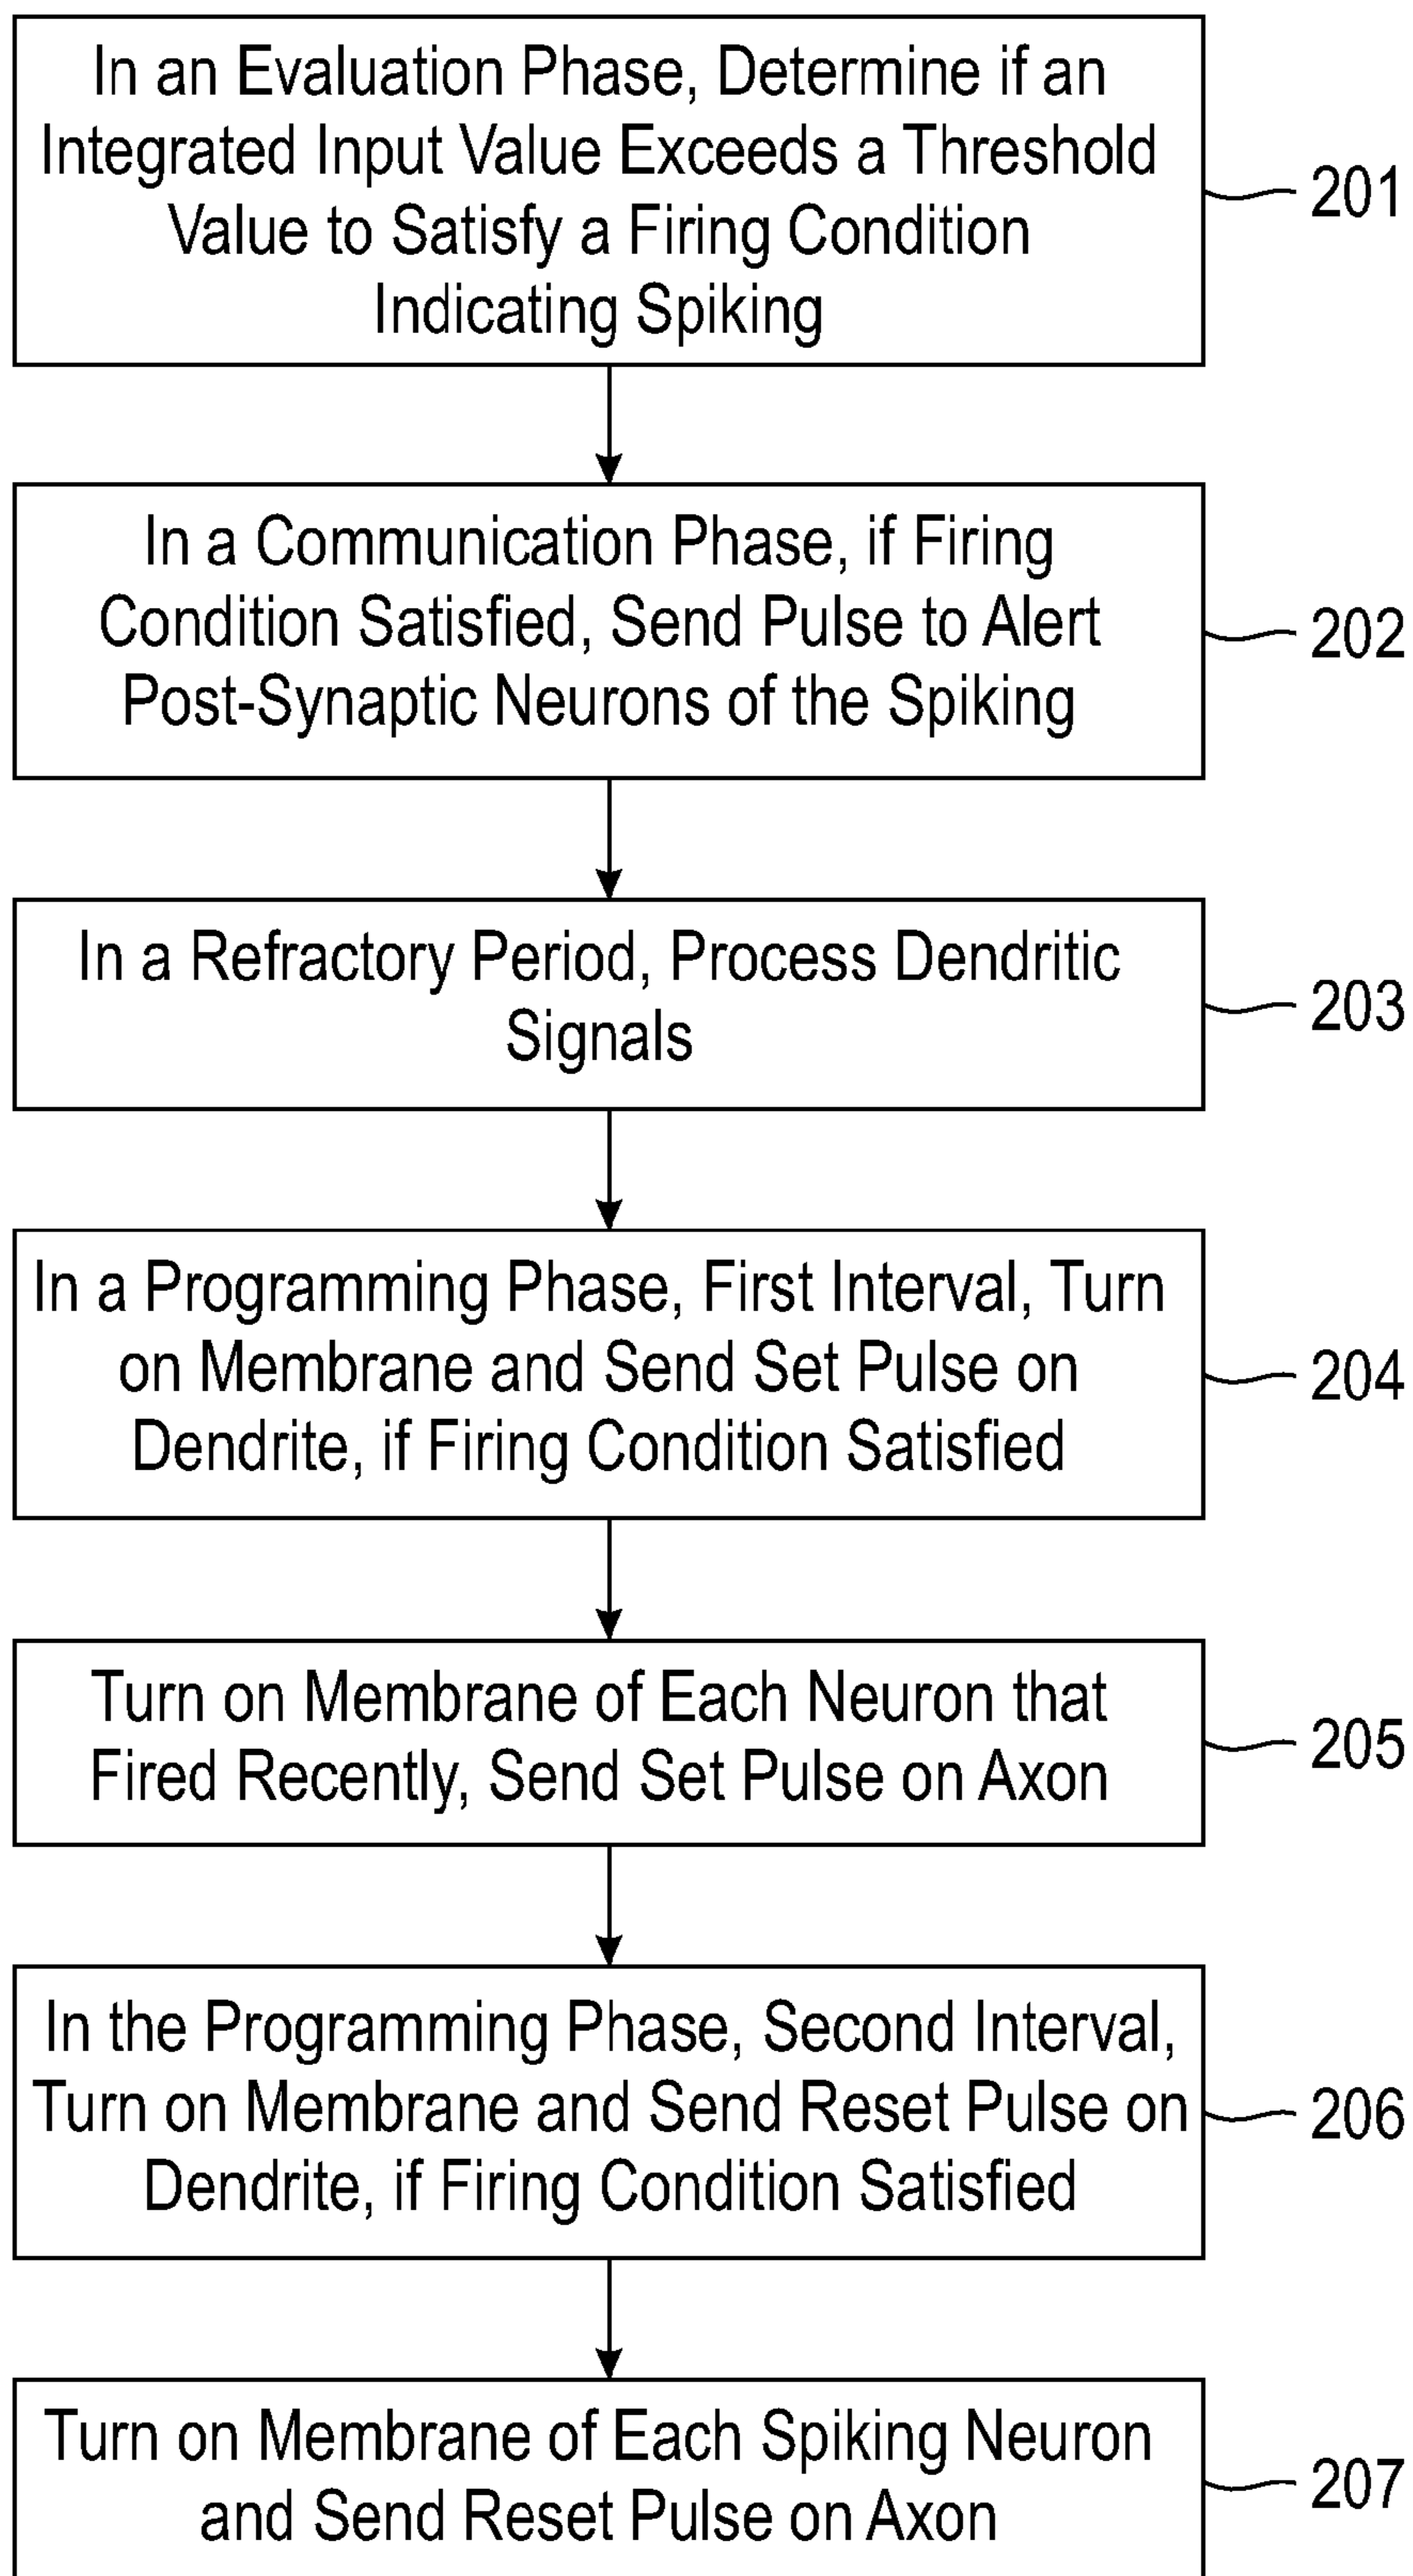 In an Evaluation Phase, Determine if an
Integrated Input Value Exceeds a Threshold
Value to Satisfy a Firing Condition
Indicating Spiking
201
In a Communication Phase, if Firing
Condition Satisfied, Send Pulse to Alert
Post-Synaptic Neurons of the Spiking
202
In a Refractory Period, Process Dendritic
Signals
203
In a Programming Phase, First Interval, Turn
on Membrane and Send Set Pulse on
Dendrite, if Firing Condition Satisfied
204
Turn on Membrane of Each Neuron that
Fired Recently, Send Set Pulse on Axon
205
In the Programming Phase, Second Interval,
Turn on Membrane and Send Reset Pulse on
Dendrite, if Firing Condition Satisfied
206
Turn on Membrane of Each Spiking Neuron
and Send Reset Pulse on Axon
207